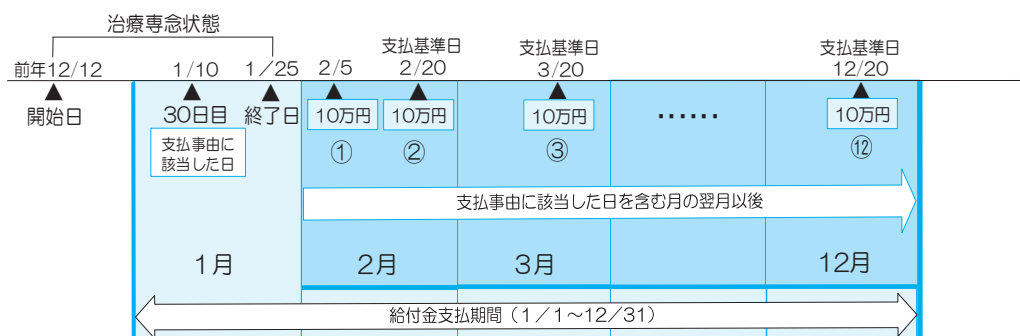 治療専念状態
支払基準日
支払基準日
支払基準日
前年12/12
1/10
1／25
2/5
2/20
3/20
12/20
開始日
30日目
終了日
10万円
10万円
10万円
……
10万円
支払事由に
該当した日
①
②
③
⑫
支払事由に該当した日を含む月の翌月以後
1月
2月
3月
12月
給付金支払期間（1／1～12／31）